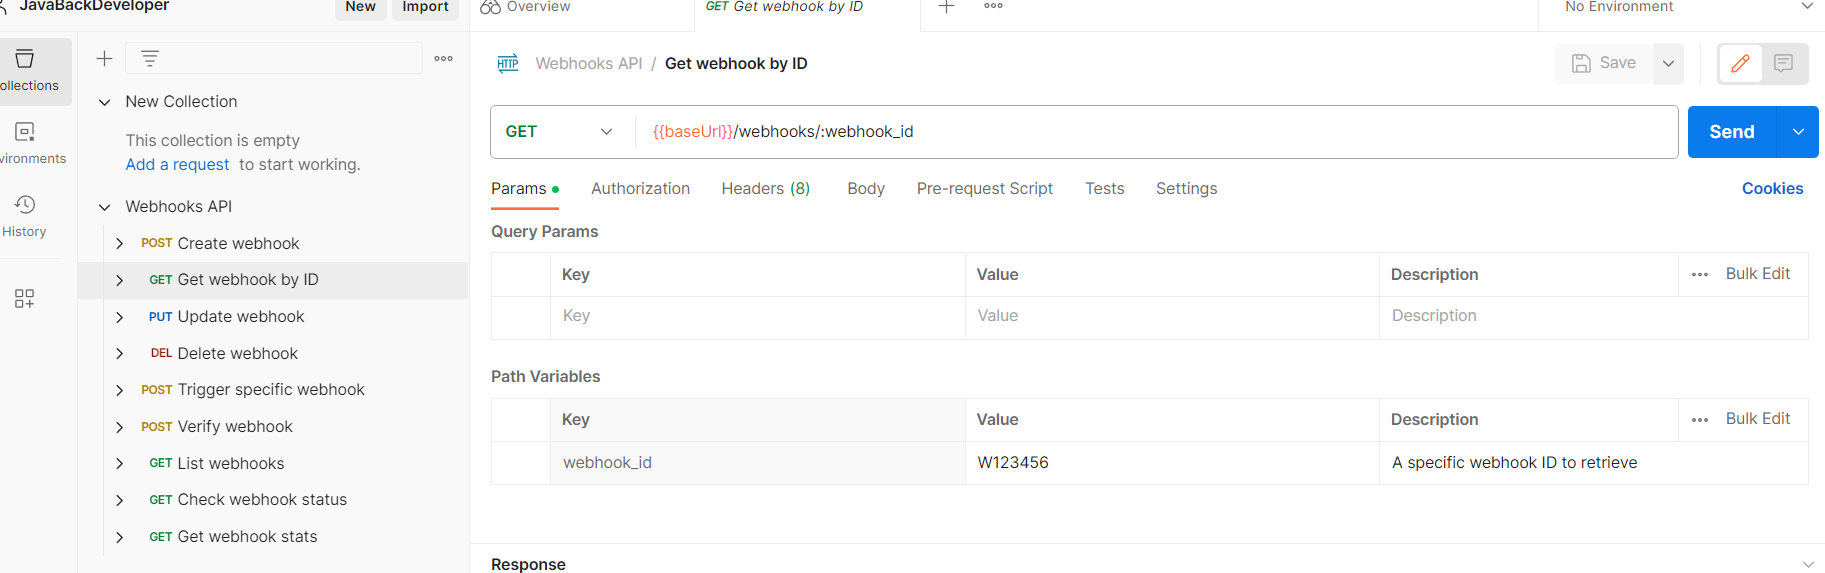 JavaBackDeveloper
New
Import
Overview
GET Get webhook by ID
No Environment
Webhooks API / Get webhook by ID
Save
ollections
New Collection
GET
{{baseUrl}}/webhooks/:webhook_id
Send
This collection is empty
vironments
Add a request to start working.
Params
Authorization
Headers (8)
Body
Pre-request Script
Tests
Settings
Cookies
Webhooks API
History
Query Params
POST Create webhook
Key
Value
Description
Bulk Edit
GET Get webhook by ID
Key
Value
Description
PUT Update webhook
DEL Delete webhook
Path Variables
POST Trigger specific webhook
Key
Value
Description
Bulk Edit
POST Verify webhook
GET List webhooks
webhook_id
W123456
A specific webhook ID to retrieve
GET Check webhook status
GET Get webhook stats
Response
HTTP